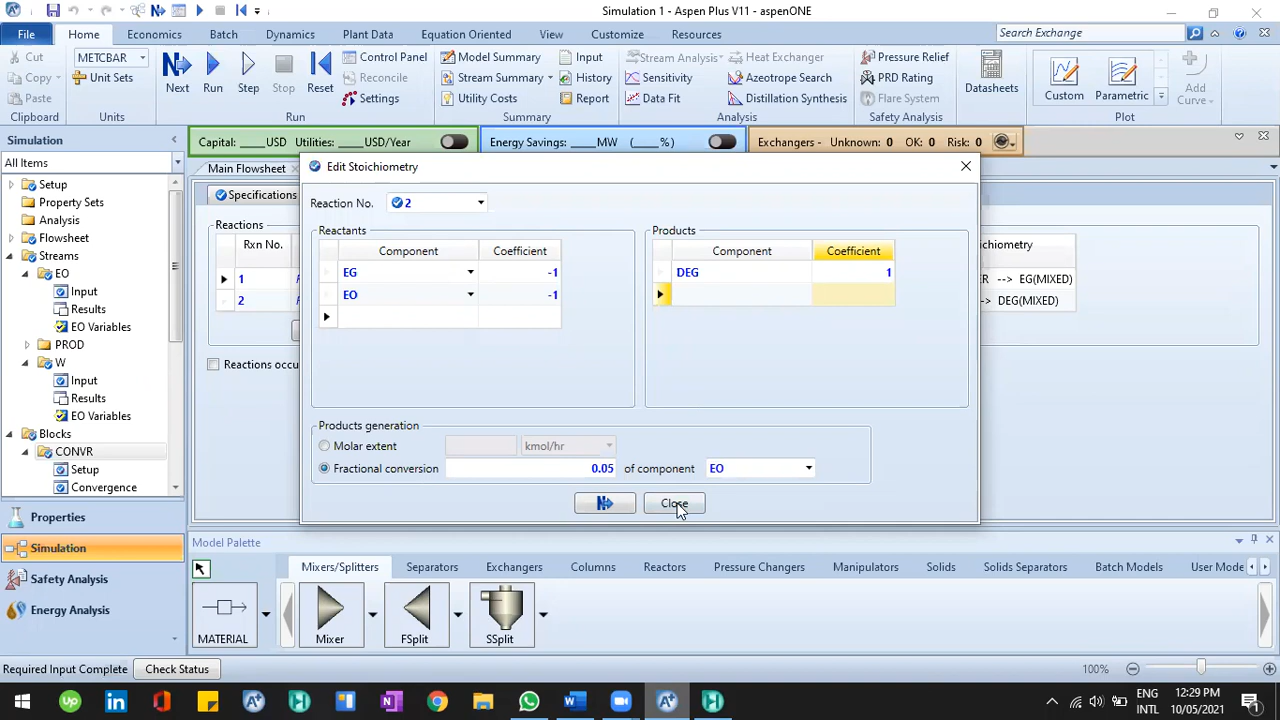 Simulation 1 - Aspen Plus V11 - aspenONE
File Home Economics Batch Dynamics Plant Data Equation Oriented View Customize Resources Search Exchange
Cut METCBAR Control Panel Model Summary Input Stream Analysis Heat Exchanger Pressure Relief
Copy Unit Sets Next Run Step Stop Reset Reconcile Stream Summary History Sensitivity Azeotrope Search PRD Rating Datasheets Custom Parametric Add Curve
Paste Settings Utility Costs Report Data Fit Distillation Synthesis Flare System
Clipboard Units Run Summary Analysis Safety Analysis Plot
Simulation Capital: ____USD Utilities: ____USD/Year Energy Savings: ____MW (____%) Exchangers - Unknown: 0 OK: 0 Risk: 0
All Items Main Flowsheet Edit Stoichiometry
Setup Specifications
Property Sets Reaction No. 2
Analysis Reactions Reactants Products
Flowsheet Rxn No. Component Coefficient Component Coefficient oichiometry
Streams
EO 1 EG -1 DEG 1 ER --> EG(MIXED)
Input 2 EO -1 > DEG(MIXED)
Results
EO Variables
PROD
W Reactions occu
Input
Results
EO Variables
Blocks Products generation
CONVR Molar extent kmol/hr
Setup Fractional conversion 0.05 of component EO
Convergence N Close
Properties
Simulation Model Palette
Safety Analysis Mixers/Splitters Separators Exchangers Columns Reactors Pressure Changers Manipulators Solids Solids Separators Batch Models User Mode
Energy Analysis
MATERIAL Mixer FSplit SSplit
Required Input Complete Check Status 100%
ENG 12:29 PM
INTL 10/05/2021